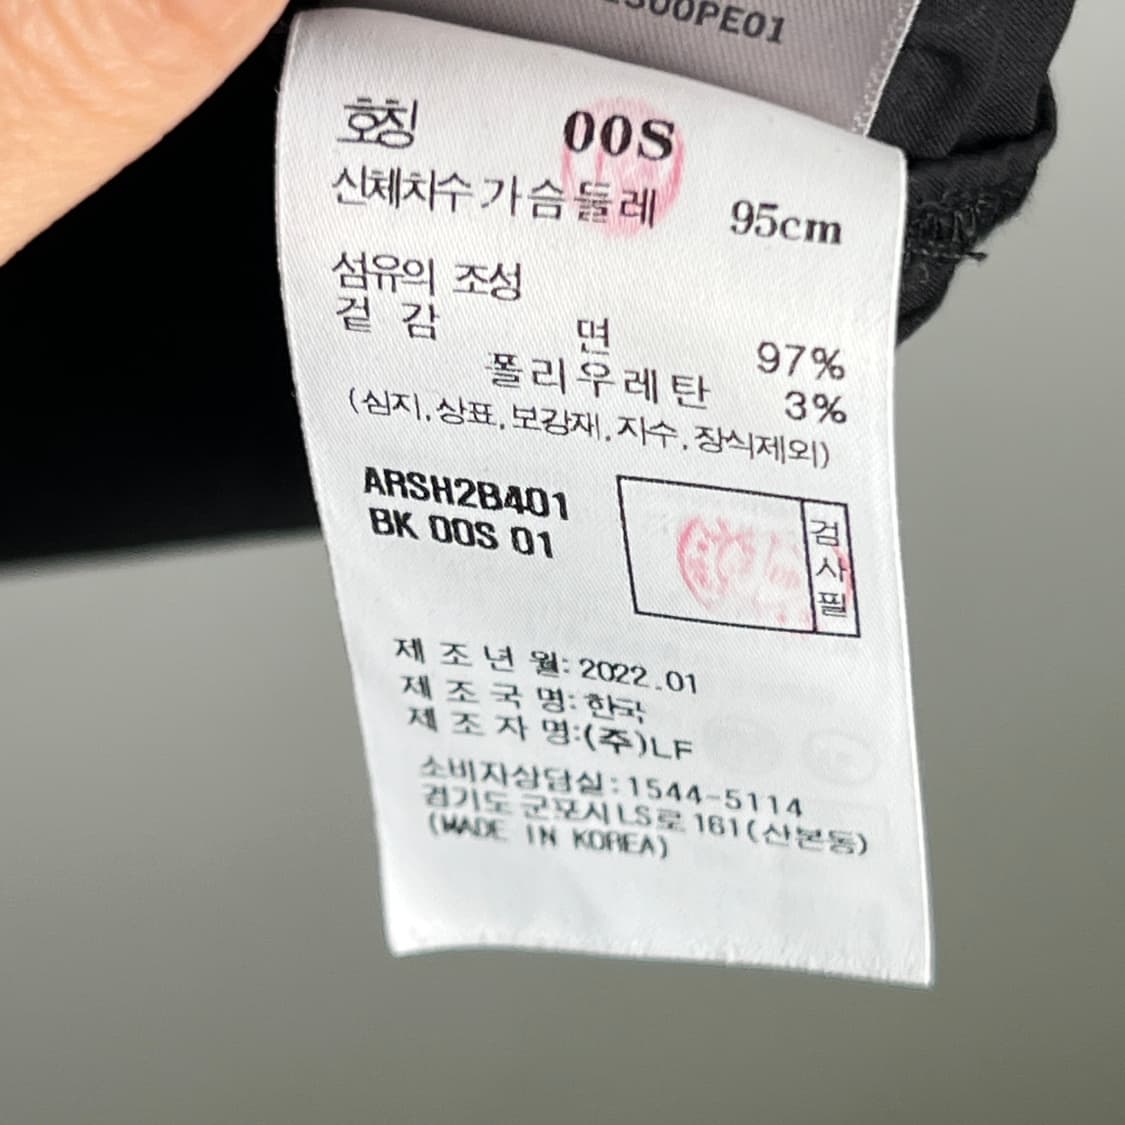 00PE01
호칭 00S
신체치수 가슴둘레 95cm
섬유의 조성
겉 감 면 97%
폴리우레탄 3%
(심지, 상표, 보강재, 자수, 장식제외)
ARSH2B401
BK 00S 01
검사필
제 조 년 월: 2022.01
제 조 국 명: 한국
제 조 자 명:(주)LF
소비자상담실:1544-5114
경기도 군포시 LS로 161(산본동)
(MADE IN KOREA)